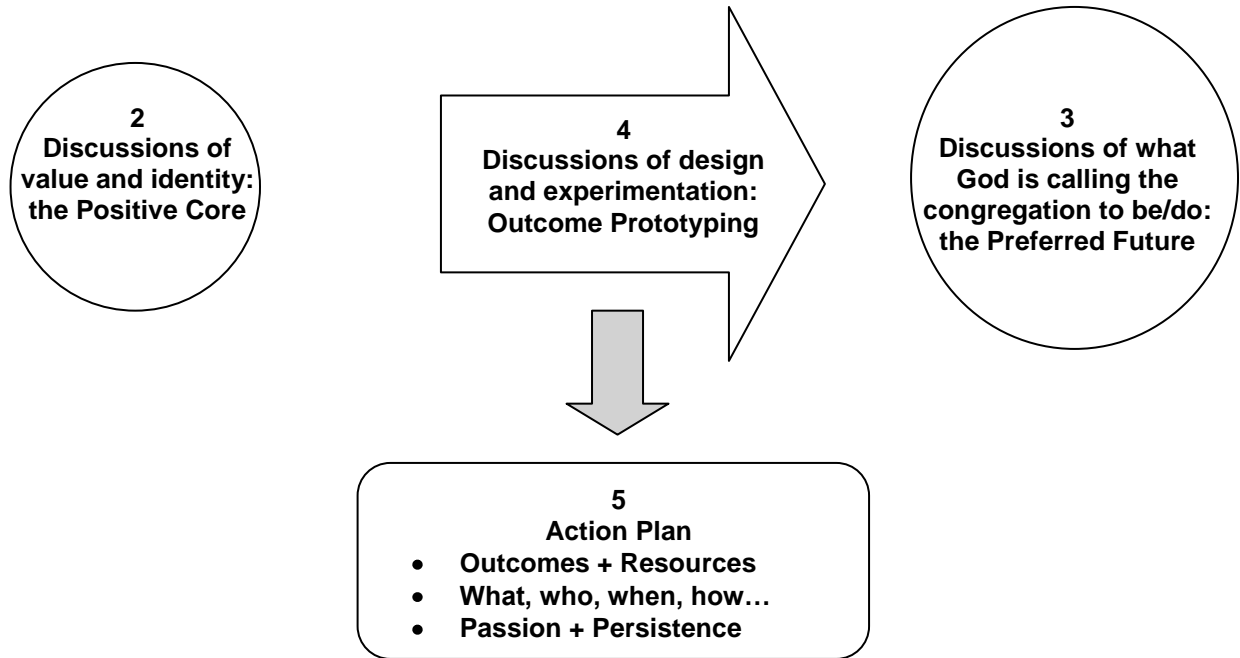 2
Discussions of
value and identity:
the Positive Core
4
Discussions of design
and experimentation:
Outcome Prototyping
3
Discussions of what
God is calling the
congregation to be/do:
the Preferred Future
5
Action Plan
• Outcomes + Resources
• What, who, when, how…
• Passion + Persistence